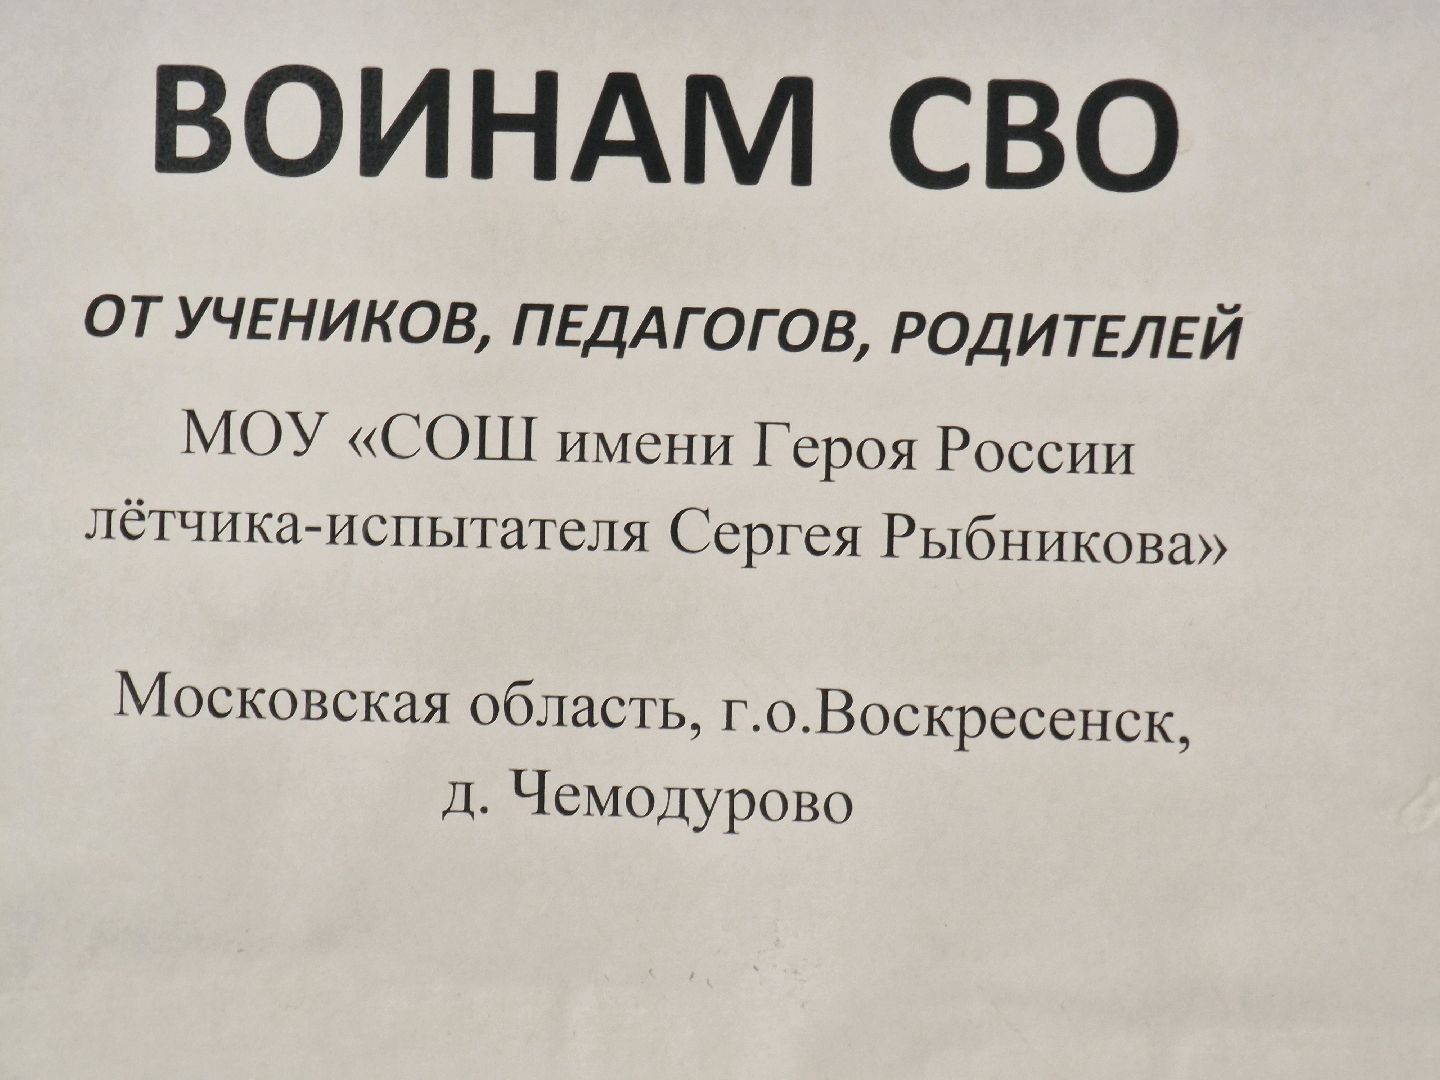 ВОИНАМ СВО
ОТ УЧЕНИКОВ, ПЕДАГОГОВ, РОДИТЕЛЕЙ
МОУ «СОШ имени Героя России
лётчика-испытателя Сергея Рыбникова»
Московская область, г.о.Воскресенск,
д. Чемодурово